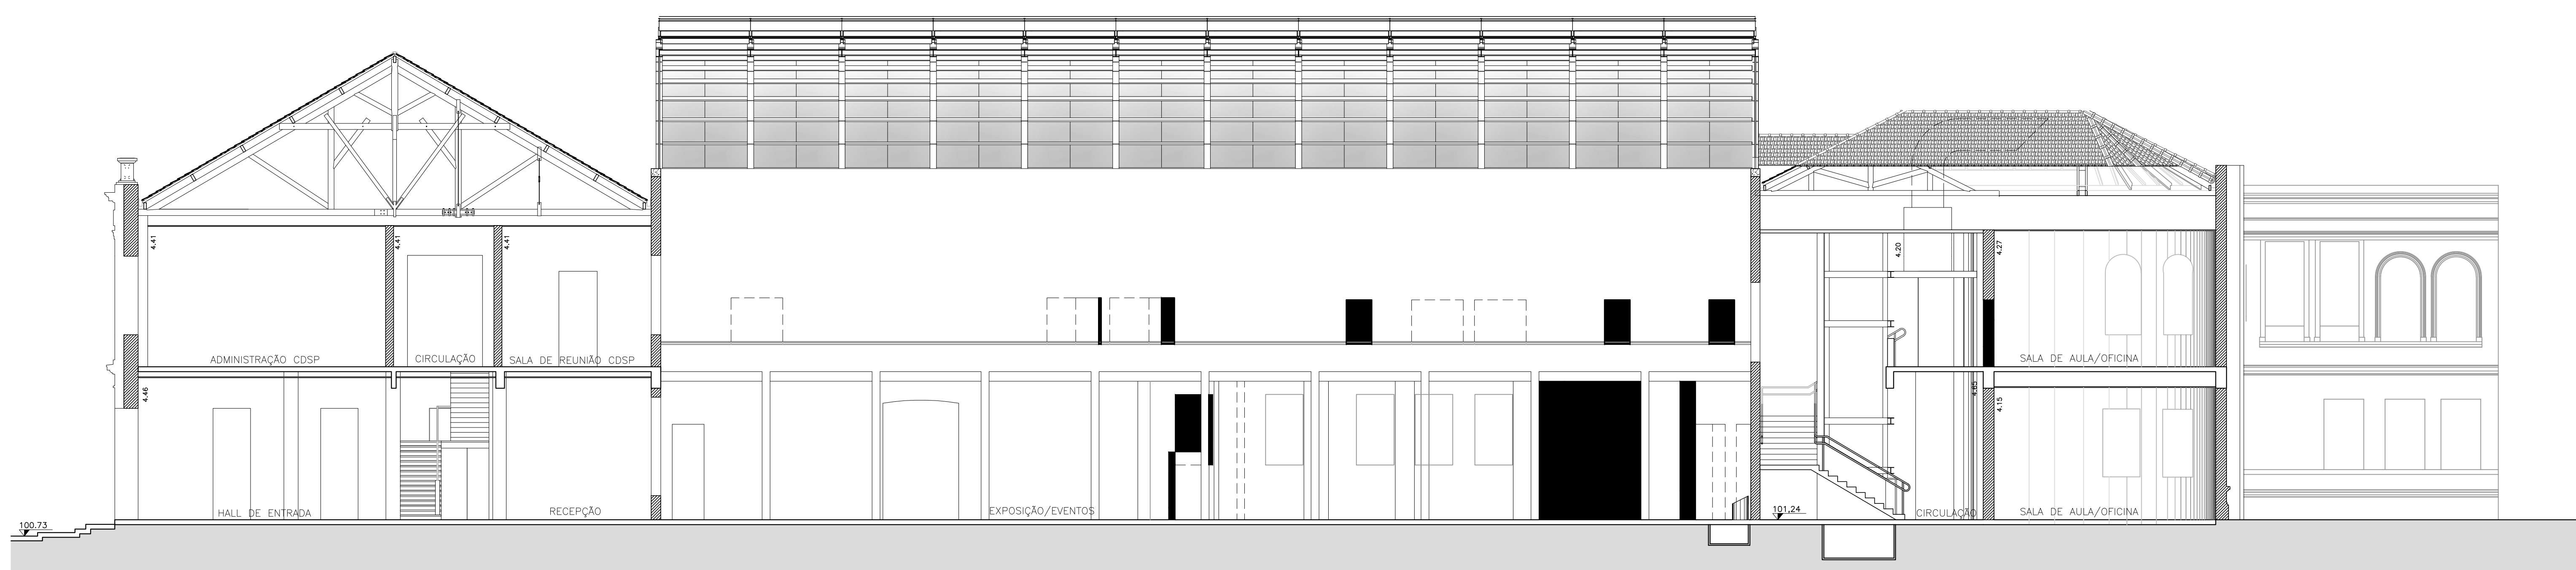 4.41
4.41
4.41
4.20
4.27
ADMINISTRAÇÃO CDSP
CIRCULAÇÃO
SALA DE REUNIÃO CDSP
SALA DE AULA/OFICINA
4.46
4.65
4.15
HALL DE ENTRADA
RECEPÇÃO
EXPOSIÇÃO/EVENTOS
101,24
CIRCULAÇÃO
SALA DE AULA/OFICINA
100.73